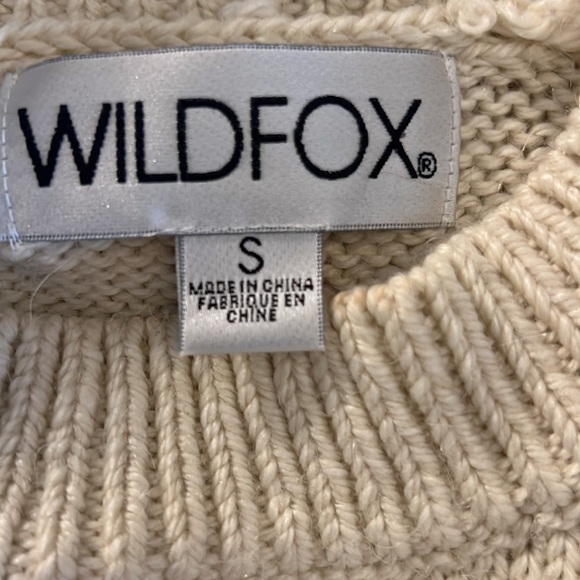 WILDFOX®
S
MADE IN CHINA
FABRIQUE EN
CHINE